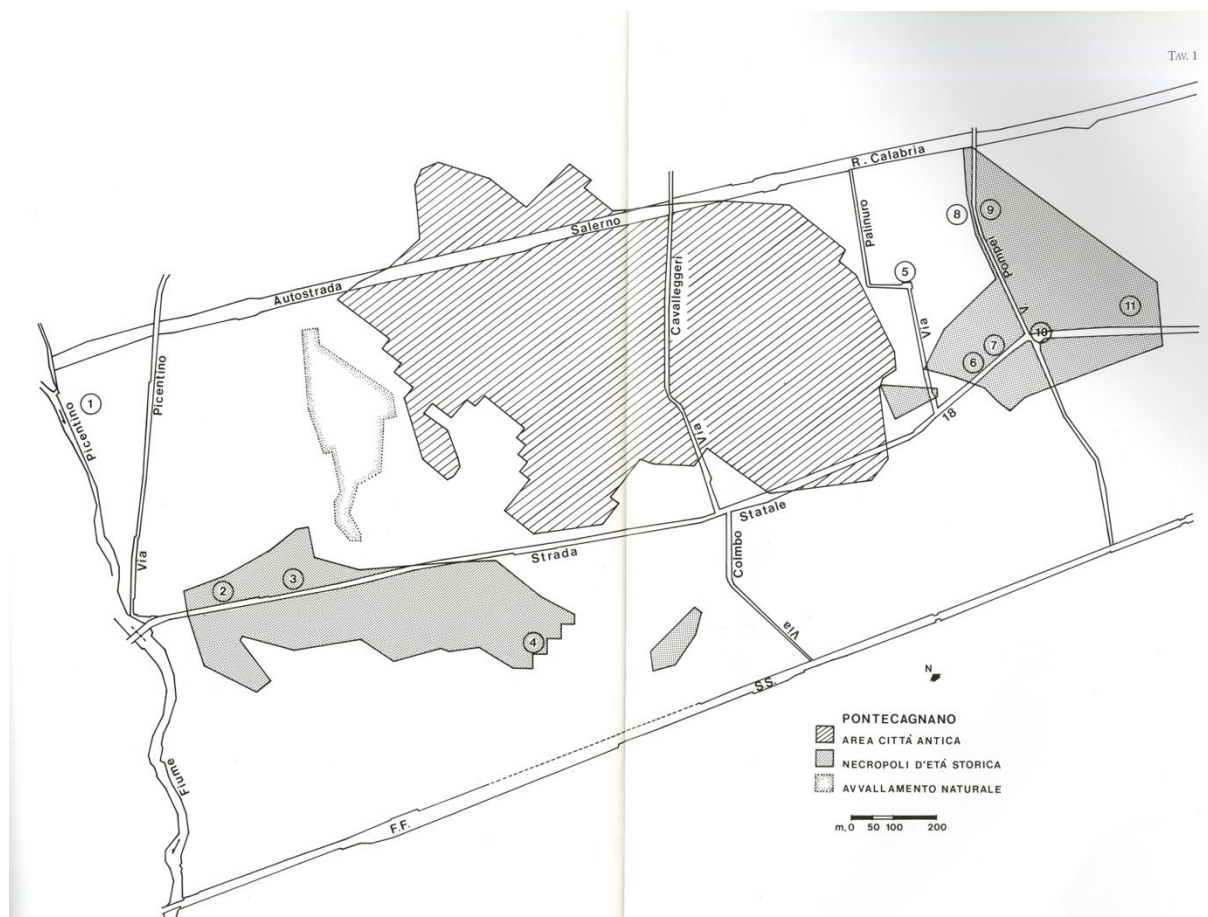 TAV. 1
R. Calabria
Salerno
Autostrada
Palinuro
Via
V. Pompei
Cavalleggeri
Via
Picentino
Via
Picentino
Fiume
Strada
Statale
18
Colmbo
Via
F.F.
S.S.
1
2
3
4
5
6
7
8
9
10
11
N
PONTECAGNANO
AREA CITTÀ ANTICA
NECROPOLI D'ETÀ STORICA
AVVALLAMENTO NATURALE
m. 0 50 100 200